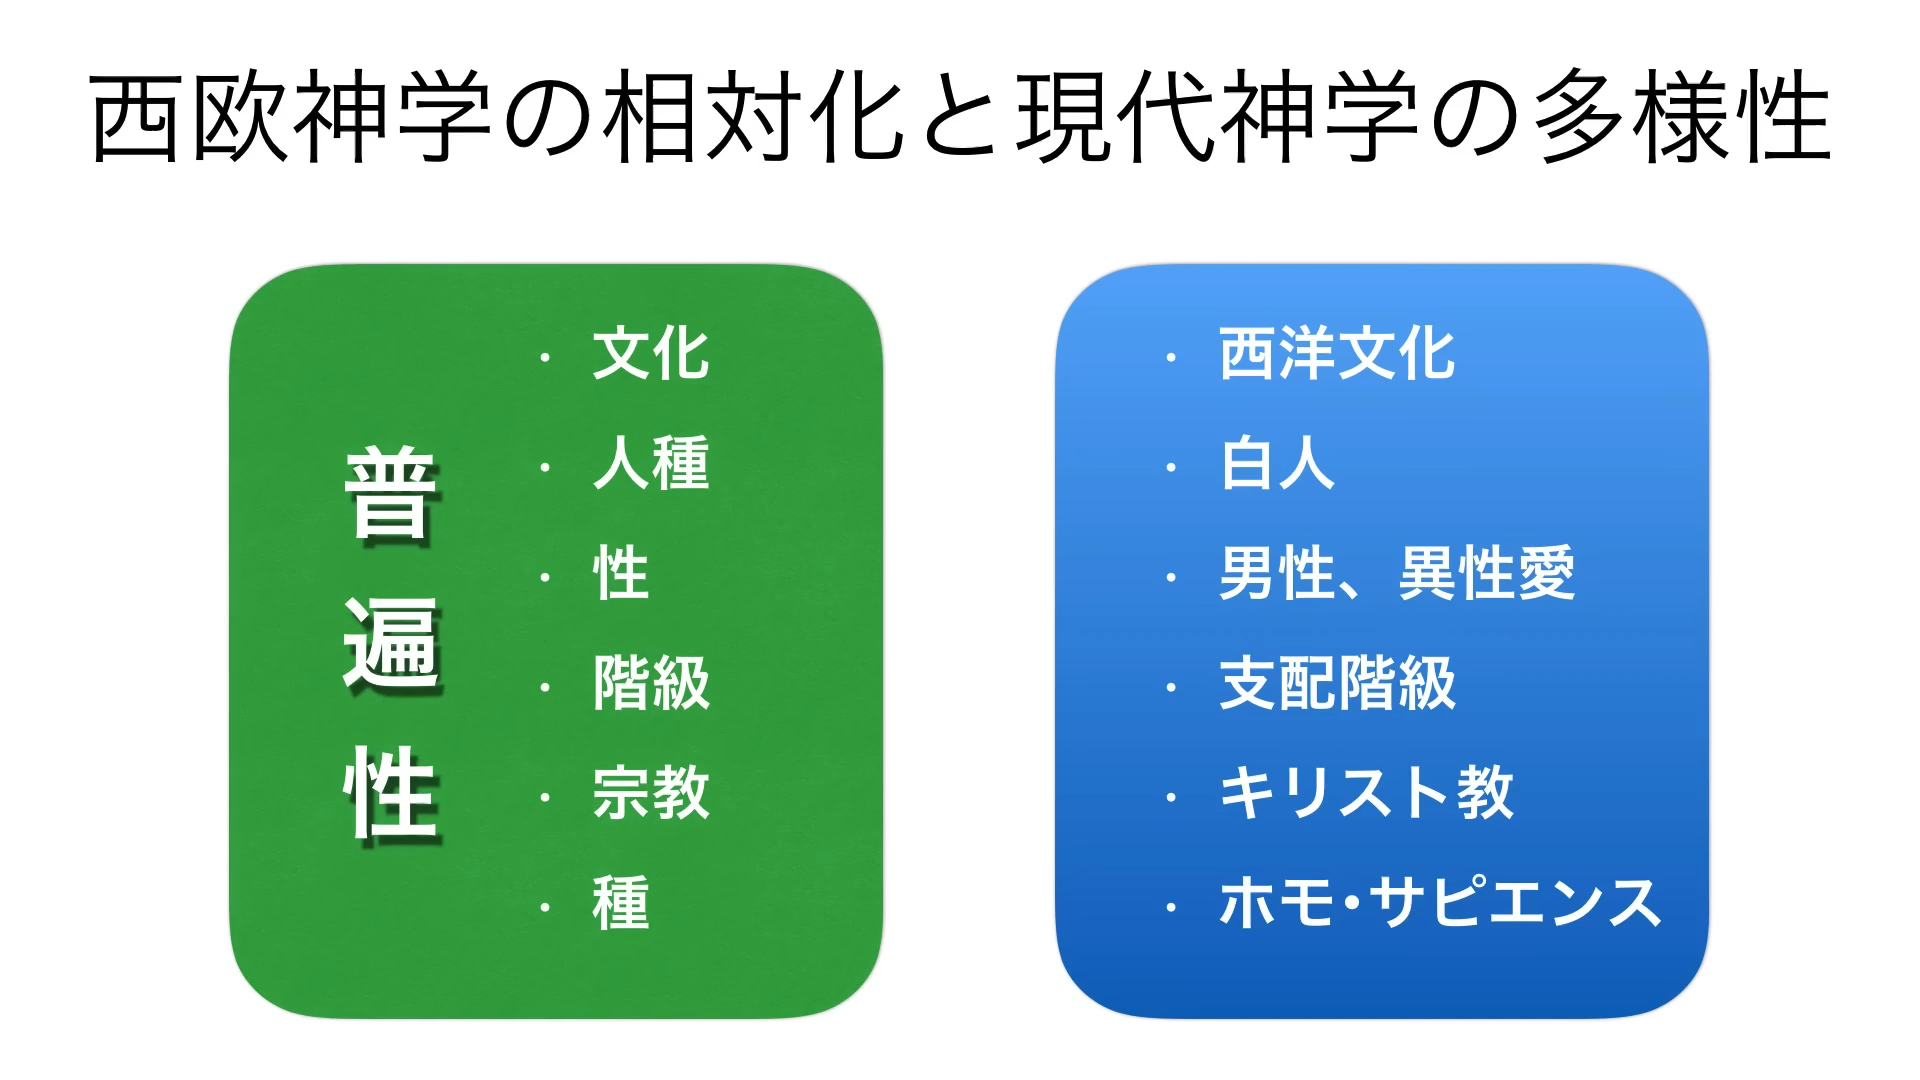 西欧神学の相対化と現代神学の多様性
普遍性
・ 文化
・ 人種
・ 性
・ 階級
・ 宗教
・ 種
・ 西洋文化
・ 白人
・ 男性、異性愛
・ 支配階級
・ キリスト教
・ ホモ・サピエンス